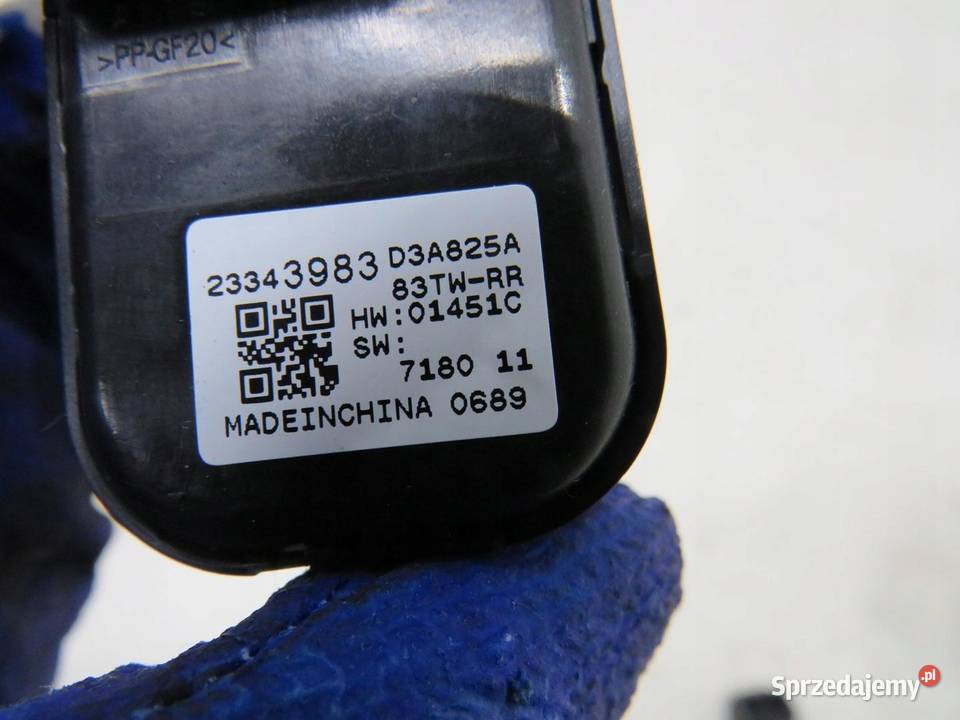 >PP-GF20<
23343983 D3A825A
83TW-RR
HW:01451C
SW:
7180 11
MADEINCHINA 0689
Sprzedajemy.pl